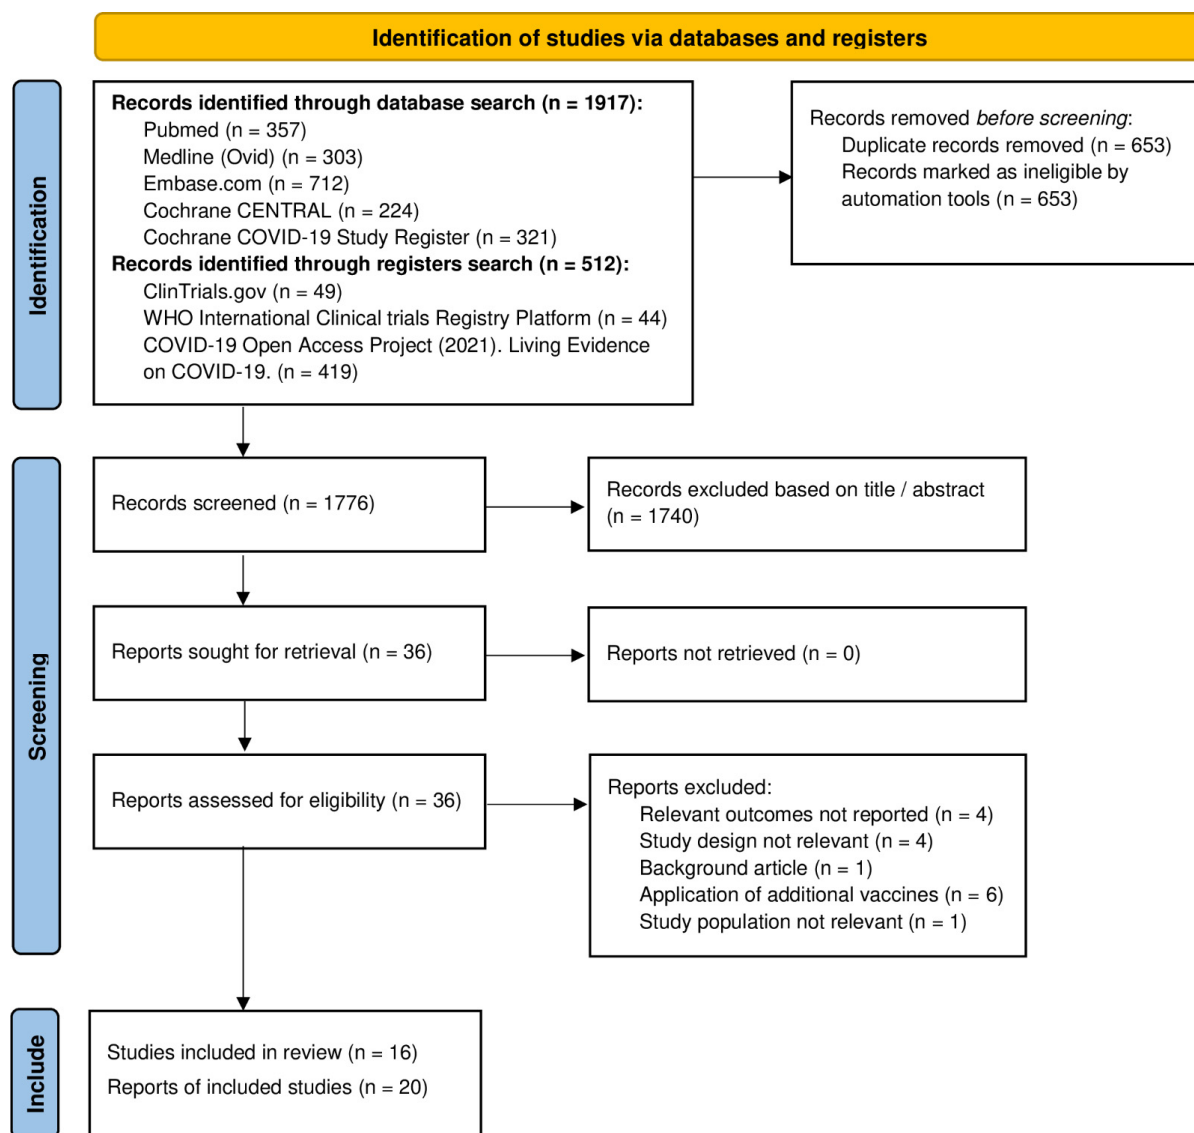 Identification of studies via databases and registers
Identification
Records identified through database search (n = 1917):
Pubmed (n = 357)
Medline (Ovid) (n = 303)
Embase.com (n = 712)
Cochrane CENTRAL (n = 224)
Cochrane COVID-19 Study Register (n = 321)
Records identified through registers search (n = 512):
ClinTrials.gov (n = 49)
WHO International Clinical trials Registry Platform (n = 44)
COVID-19 Open Access Project (2021). Living Evidence
on COVID-19. (n = 419)
Records removed before screening:
Duplicate records removed (n = 653)
Records marked as ineligible by
automation tools (n = 653)
Screening
Records screened (n = 1776)
Records excluded based on title / abstract
(n = 1740)
Reports sought for retrieval (n = 36)
Reports not retrieved (n = 0)
Reports assessed for eligibility (n = 36)
Reports excluded:
Relevant outcomes not reported (n = 4)
Study design not relevant (n = 4)
Background article (n = 1)
Application of additional vaccines (n = 6)
Study population not relevant (n = 1)
Include
Studies included in review (n = 16)
Reports of included studies (n = 20)